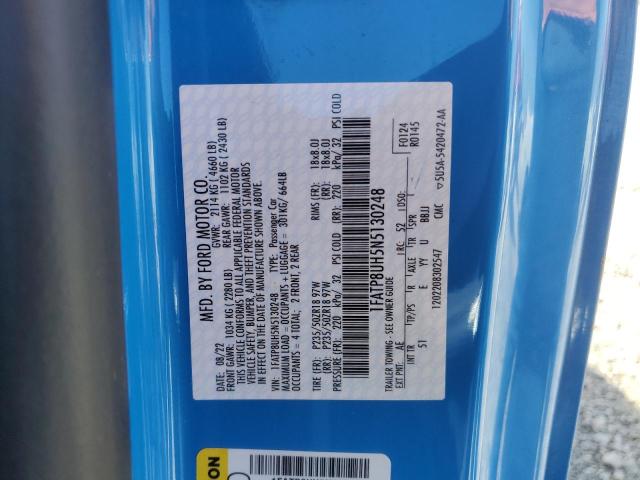 MFD. BY FORD MOTOR CO.
08/22 GVWR: 2114 KG ( 4660 LB)
FRONT GAWR: 1034 KG ( 2280 LB) REAR GAWR: 1102 KG ( 2430 LB)
THIS VEHICLE CONFORMS TO ALL APPLICABLE FEDERAL MOTOR
VEHICLE SAFETY, BUMPER, AND THEFT PREVENTION STANDARDS
IN EFFECT ON THE DATE OF MANUFACTURE SHOWN ABOVE.
VIN: 1FATP8UH5N5130248 TYPE: Passenger Car
MAXIMUM LOAD = OCCUPANTS + LUGGAGE = 301KG/ 664LB
OCCUPANTS = 4 TOTAL; 2 FRONT, 2 REAR
TIRE (FR): P235/50ZR18 97W RIMS (FR): 18x8.0J
(RR): P235/50ZR18 97W (RR): 18x8.0J
PRESSURE (FR): 220 kPa/ 32 PSI COLD (RR): 220 kPa/ 32 PSI COLD
1FATP8UH5N5130248
TRAILER TOWING - SEE OWNER GUIDE
EXT PNT: AE RC: 52 DSO: F0124
R0145
INT TR TP/PS R AXLE TR SPR
51 E YY U BBJJ
1202208302547 CMC
5U5A-5420472-AA